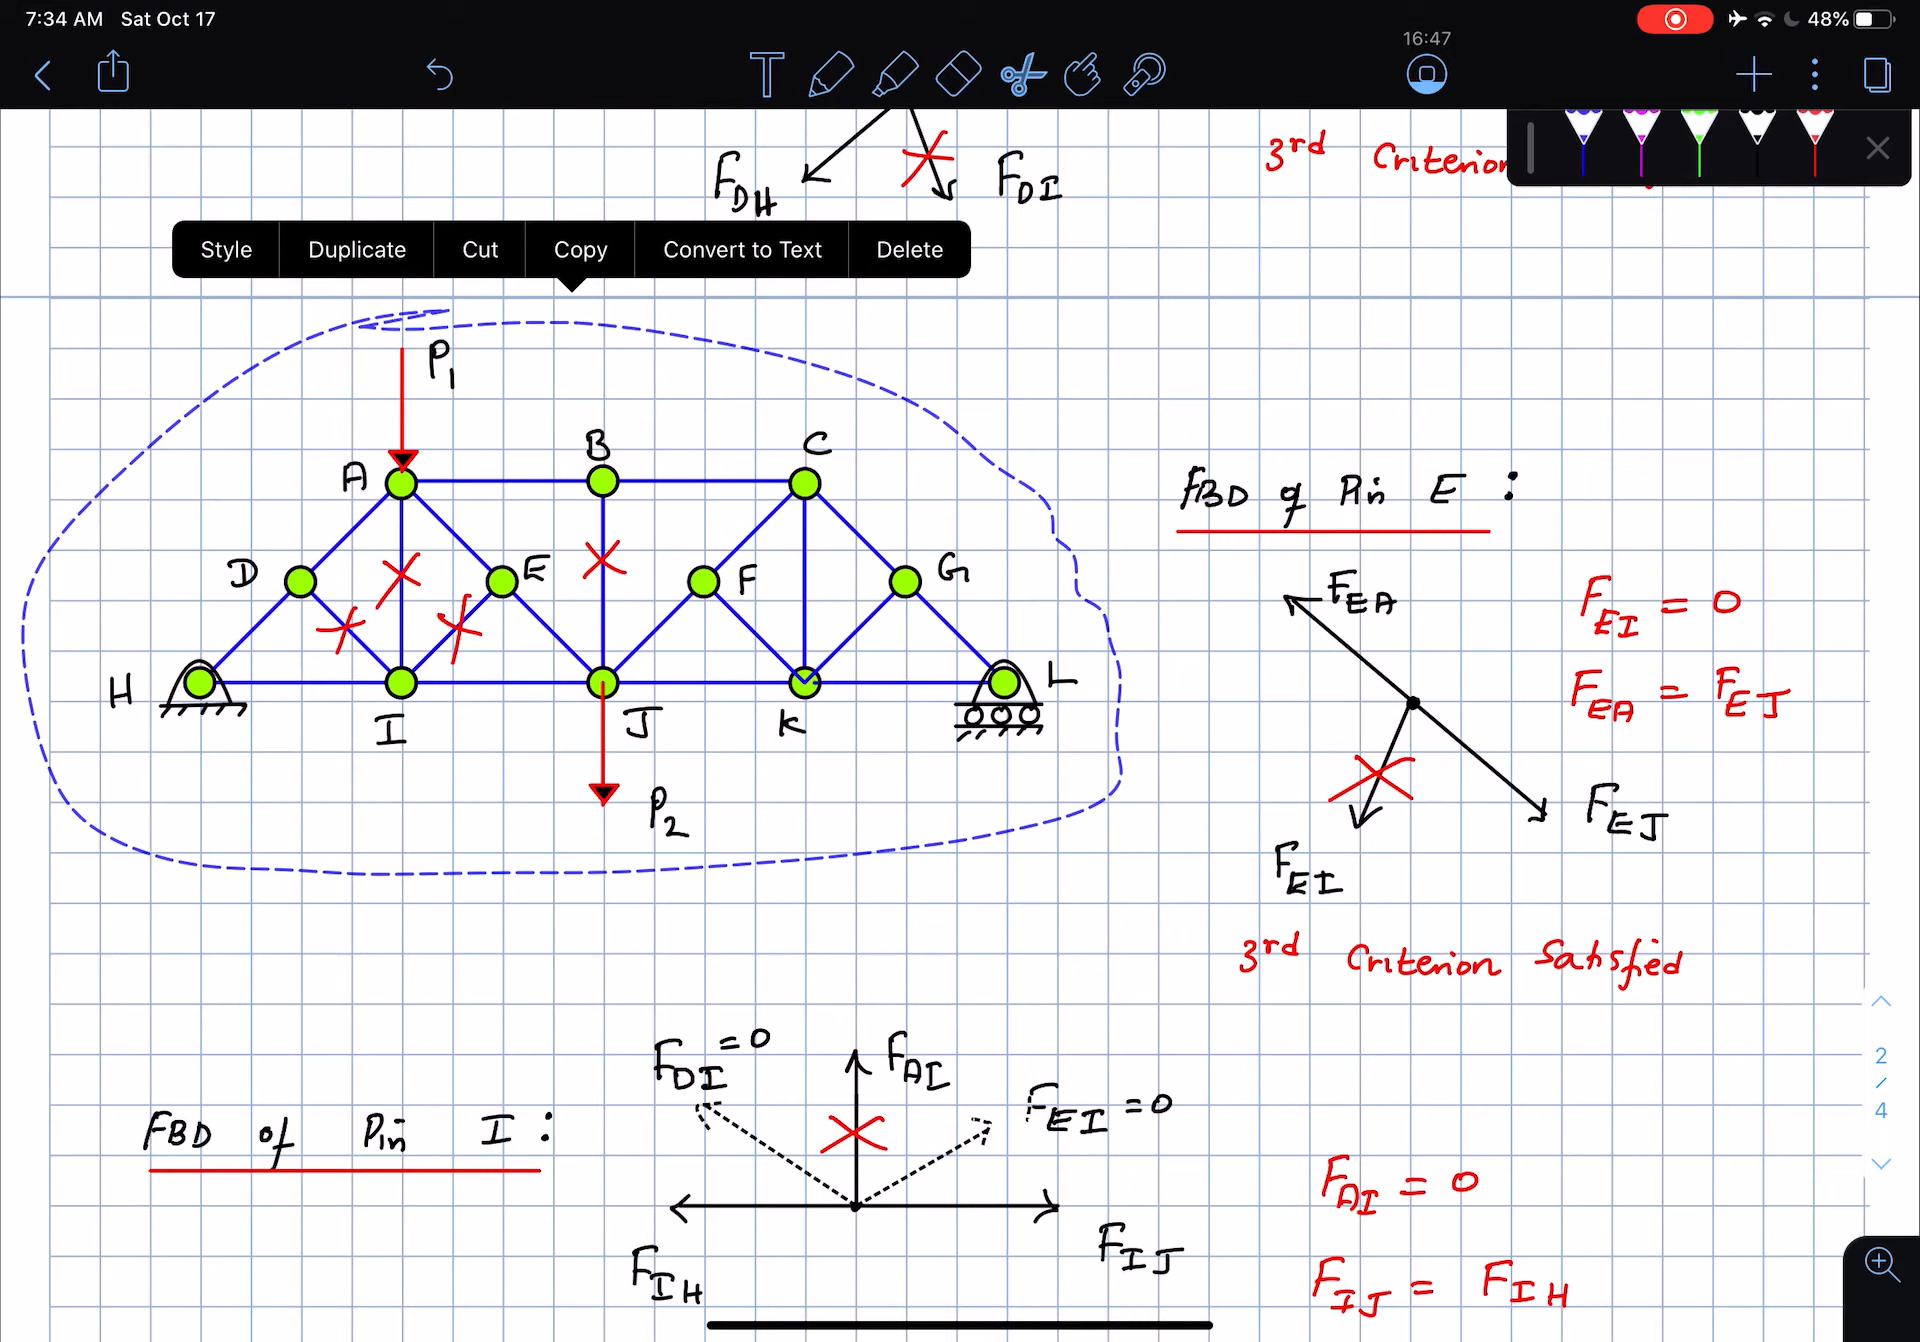 7:34 AM Sat Oct 17
48%
16:47
3rd Criterion
F_DH
F_DI
Style Duplicate Cut Copy Convert to Text Delete
P1
A B C
FBD of Pin E :
D E F G
F_EA
F_EI = 0
F_EA = F_EJ
H L
I J K
P2
F_EJ
F_EI
3rd Criterion Satisfied
2
/
4
F_DI = 0
F_AI
F_EI = 0
FBD of Pin I :
F_AI = 0
F_IH
F_IJ
F_IJ = F_IH